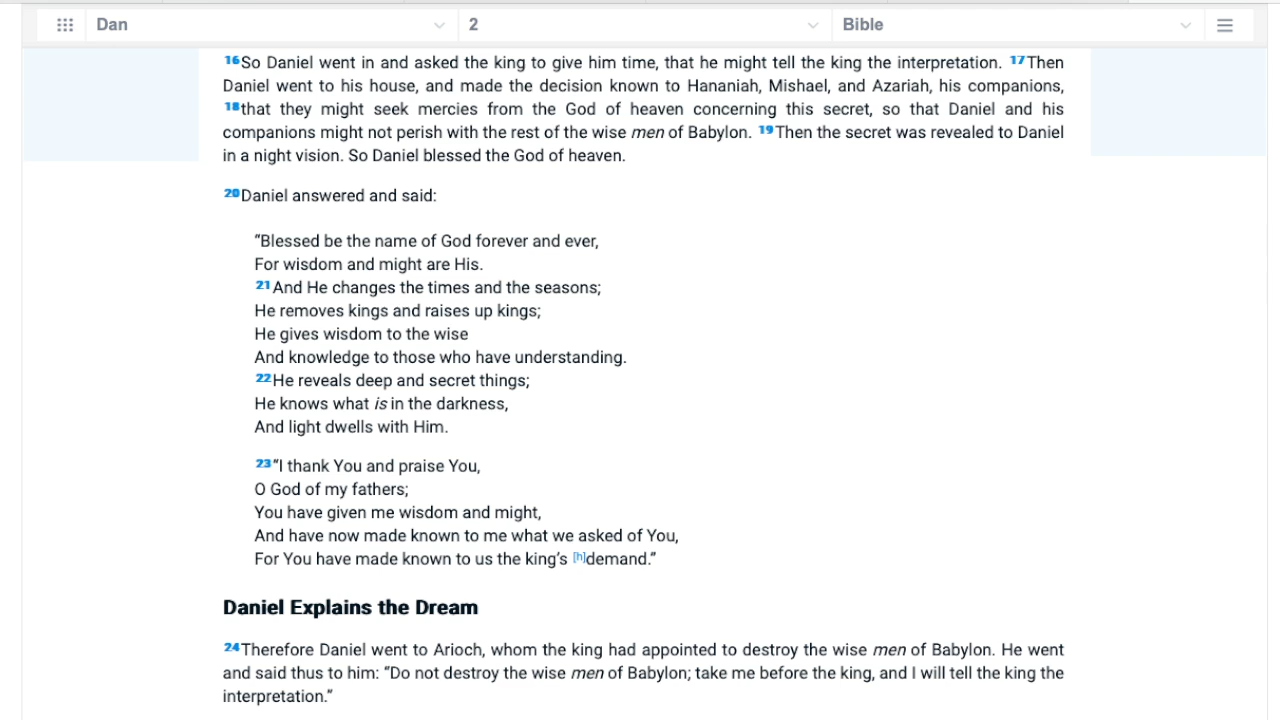 Dan 2 Bible
16So Daniel went in and asked the king to give him time, that he might tell the king the interpretation. 17Then
Daniel went to his house, and made the decision known to Hananiah, Mishael, and Azariah, his companions,
18that they might seek mercies from the God of heaven concerning this secret, so that Daniel and his
companions might not perish with the rest of the wise men of Babylon. 19Then the secret was revealed to Daniel
in a night vision. So Daniel blessed the God of heaven.
20Daniel answered and said:
“Blessed be the name of God forever and ever,
For wisdom and might are His.
21And He changes the times and the seasons;
He removes kings and raises up kings;
He gives wisdom to the wise
And knowledge to those who have understanding.
22He reveals deep and secret things;
He knows what is in the darkness,
And light dwells with Him.
23“I thank You and praise You,
O God of my fathers;
You have given me wisdom and might,
And have now made known to me what we asked of You,
For You have made known to us the king’s [h]demand.”
Daniel Explains the Dream
24Therefore Daniel went to Arioch, whom the king had appointed to destroy the wise men of Babylon. He went
and said thus to him: “Do not destroy the wise men of Babylon; take me before the king, and I will tell the king the
interpretation.”